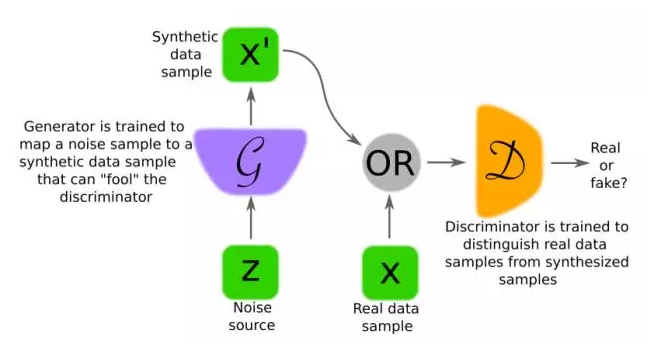 Synthetic
data
sample
x'
Generator is trained to
map a noise sample to a
synthetic data sample
that can "fool" the
discriminator
G
OR
D
Real
or
fake?
Discriminator is trained to
distinguish real data
samples from synthesized
samples
z
x
Noise
source
Real data
sample